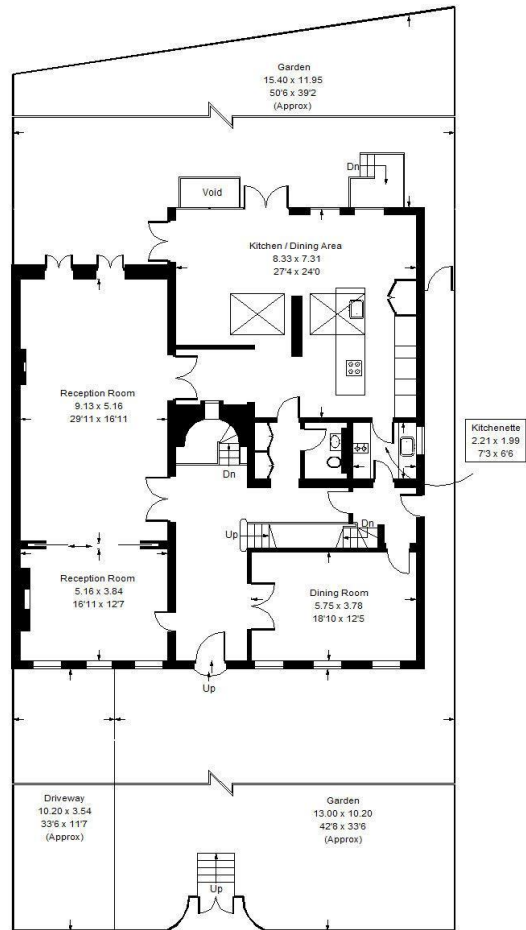 Garden
15.40 x 11.95
50'6 x 39'2
(Approx)
Void
Dn
Kitchen / Dining Area
8.33 x 7.31
27'4 x 24'0
Reception Room
9.13 x 5.16
29'11 x 16'11
Kitchenette
2.21 x 1.99
7'3 x 6'6
Dn
Up
Dn
Reception Room
5.16 x 3.84
16'11 x 12'7
Dining Room
5.75 x 3.78
18'10 x 12'5
Up
Driveway
10.20 x 3.54
33'6 x 11'7
(Approx)
Garden
13.00 x 10.20
42'8 x 33'6
(Approx)
Up